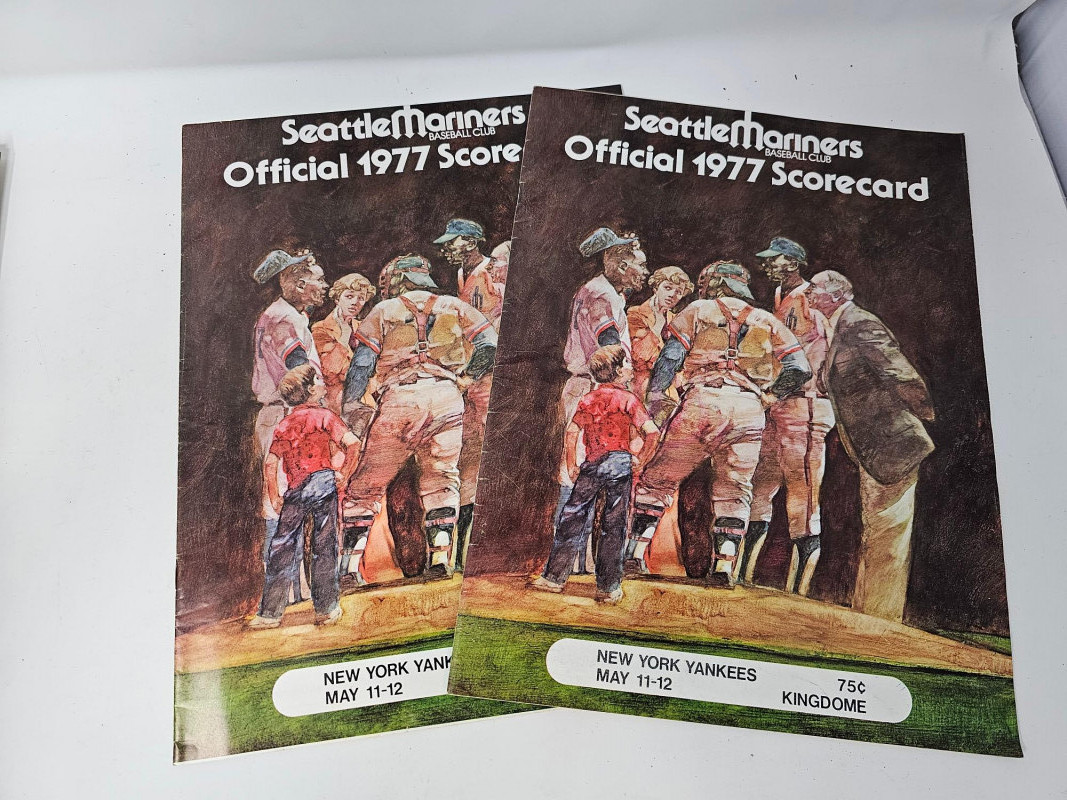 Seattle Mariners
BASEBALL CLUB
Official 1977 Score
NEW YORK YANK
MAY 11-12
Seattle Mariners
BASEBALL CLUB
Official 1977 Scorecard
NEW YORK YANKEES
MAY 11-12
75¢
KINGDOME